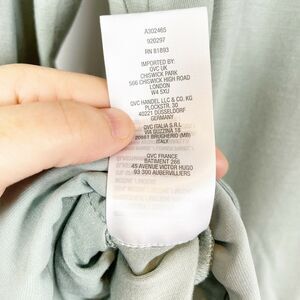 A302465
920297
RN 81893
IMPORTED BY:
QVC UK
CHISWICK PARK
566 CHISWICK HIGH ROAD
LONDON
W4 5XU
QVC HANDEL LLC & CO. KG
PLOCKSTR. 30
40221 DÜSSELDORF
GERMANY
QVC ITALIA S.R.L
VIA GUZZINA 18
20861 BRUGHERIO (MB)
ITALY
QVC FRANCE
BATIMENT 266
45 AVENUE VICTOR HUGO
93 300 AUBERVILLIERS